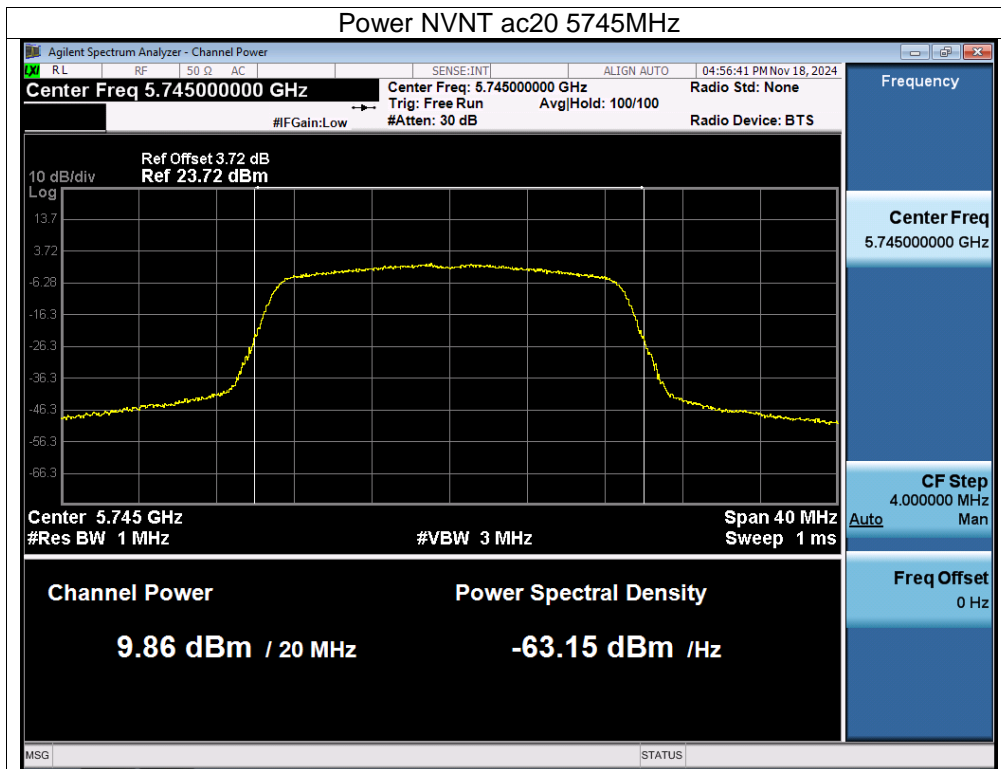 Power NVNT ac20 5745MHz
Agilent Spectrum Analyzer - Channel Power
LXI RL RF 50 Ω AC SENSE:INT ALIGN AUTO 04:56:41 PM Nov 18, 2024
Center Freq 5.745000000 GHz
Center Freq: 5.745000000 GHz Radio Std: None
Trig: Free Run Avg|Hold: 100/100
#IFGain:Low #Atten: 30 dB Radio Device: BTS
Frequency
Ref Offset 3.72 dB
10 dB/div Ref 23.72 dBm
Log
13.7
3.72
-6.28
-16.3
-26.3
-36.3
-46.3
-56.3
-66.3
Center 5.745 GHz Span 40 MHz
#Res BW 1 MHz #VBW 3 MHz Sweep 1 ms
Channel Power Power Spectral Density
9.86 dBm / 20 MHz -63.15 dBm /Hz
Center Freq
5.745000000 GHz
CF Step
4.000000 MHz
Auto Man
Freq Offset
0 Hz
MSG STATUS